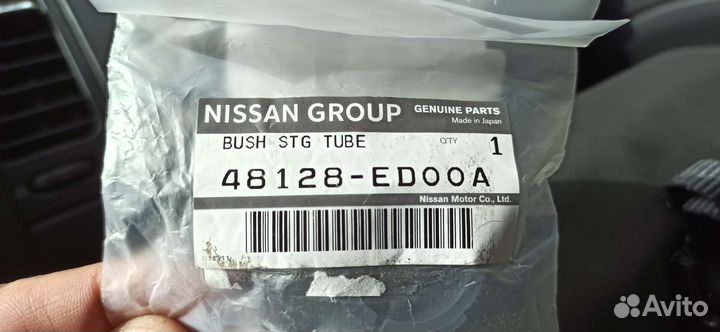 NISSAN GROUP GENUINE PARTS
Made in Japan
BUSH STG TUBE QTY 1
48128-ED00A
Nissan Motor Co., Ltd.
Avito